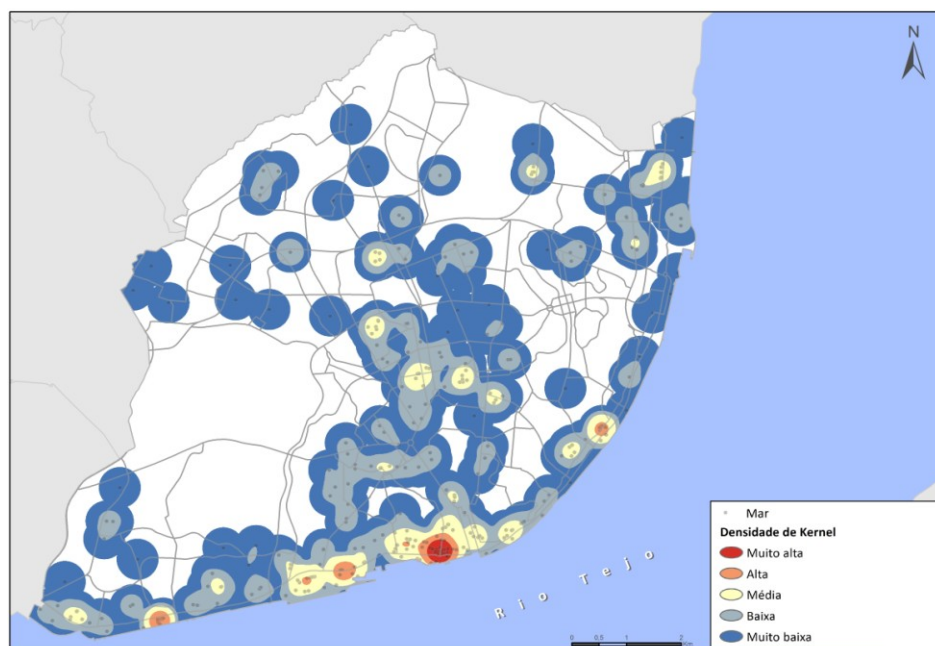 N
Mar
Densidade de Kernel
Muito alta
Alta
Média
Baixa
Muito baixa
Rio Tejo
0 0,5 1 2